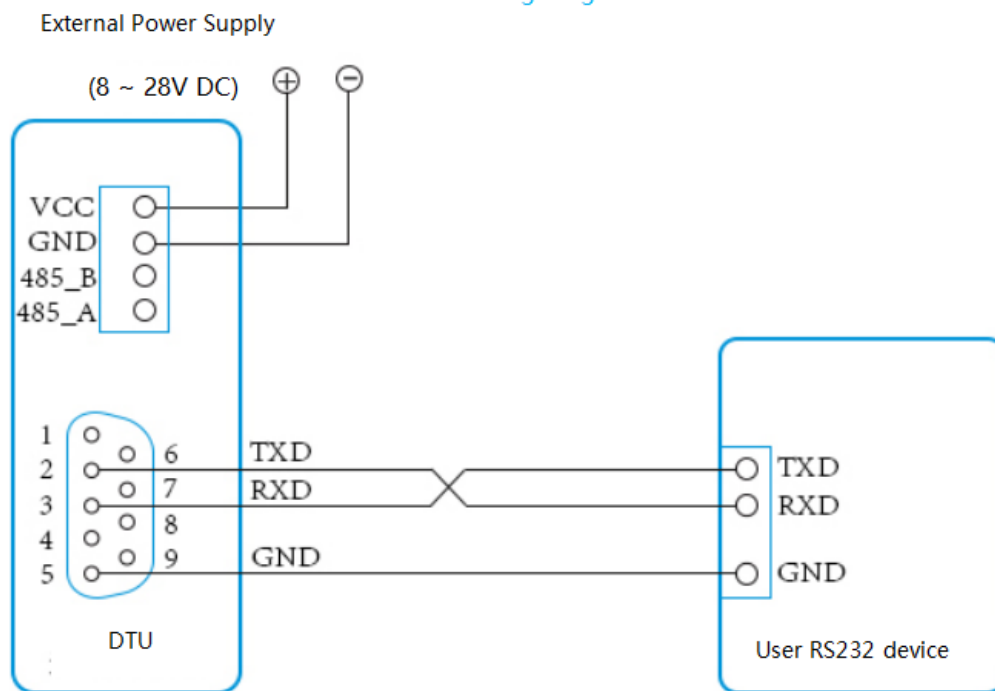 External Power Supply
(8 ~ 28V DC)
VCC
GND
485_B
485_A
1
6
2
7
3
8
4
9
5
TXD
RXD
GND
TXD
RXD
GND
DTU
User RS232 device